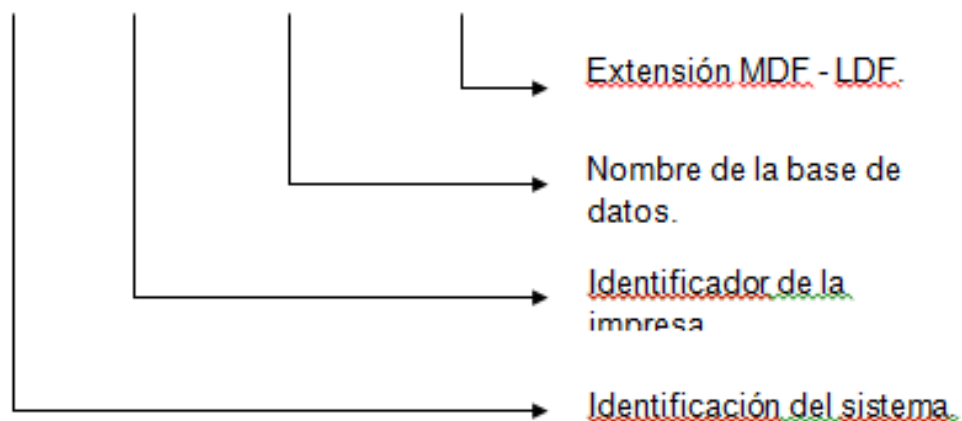 Extensión MDF - LDF.
Nombre de la base de
datos.
Identificador de la
impresa
Identificación del sistema.